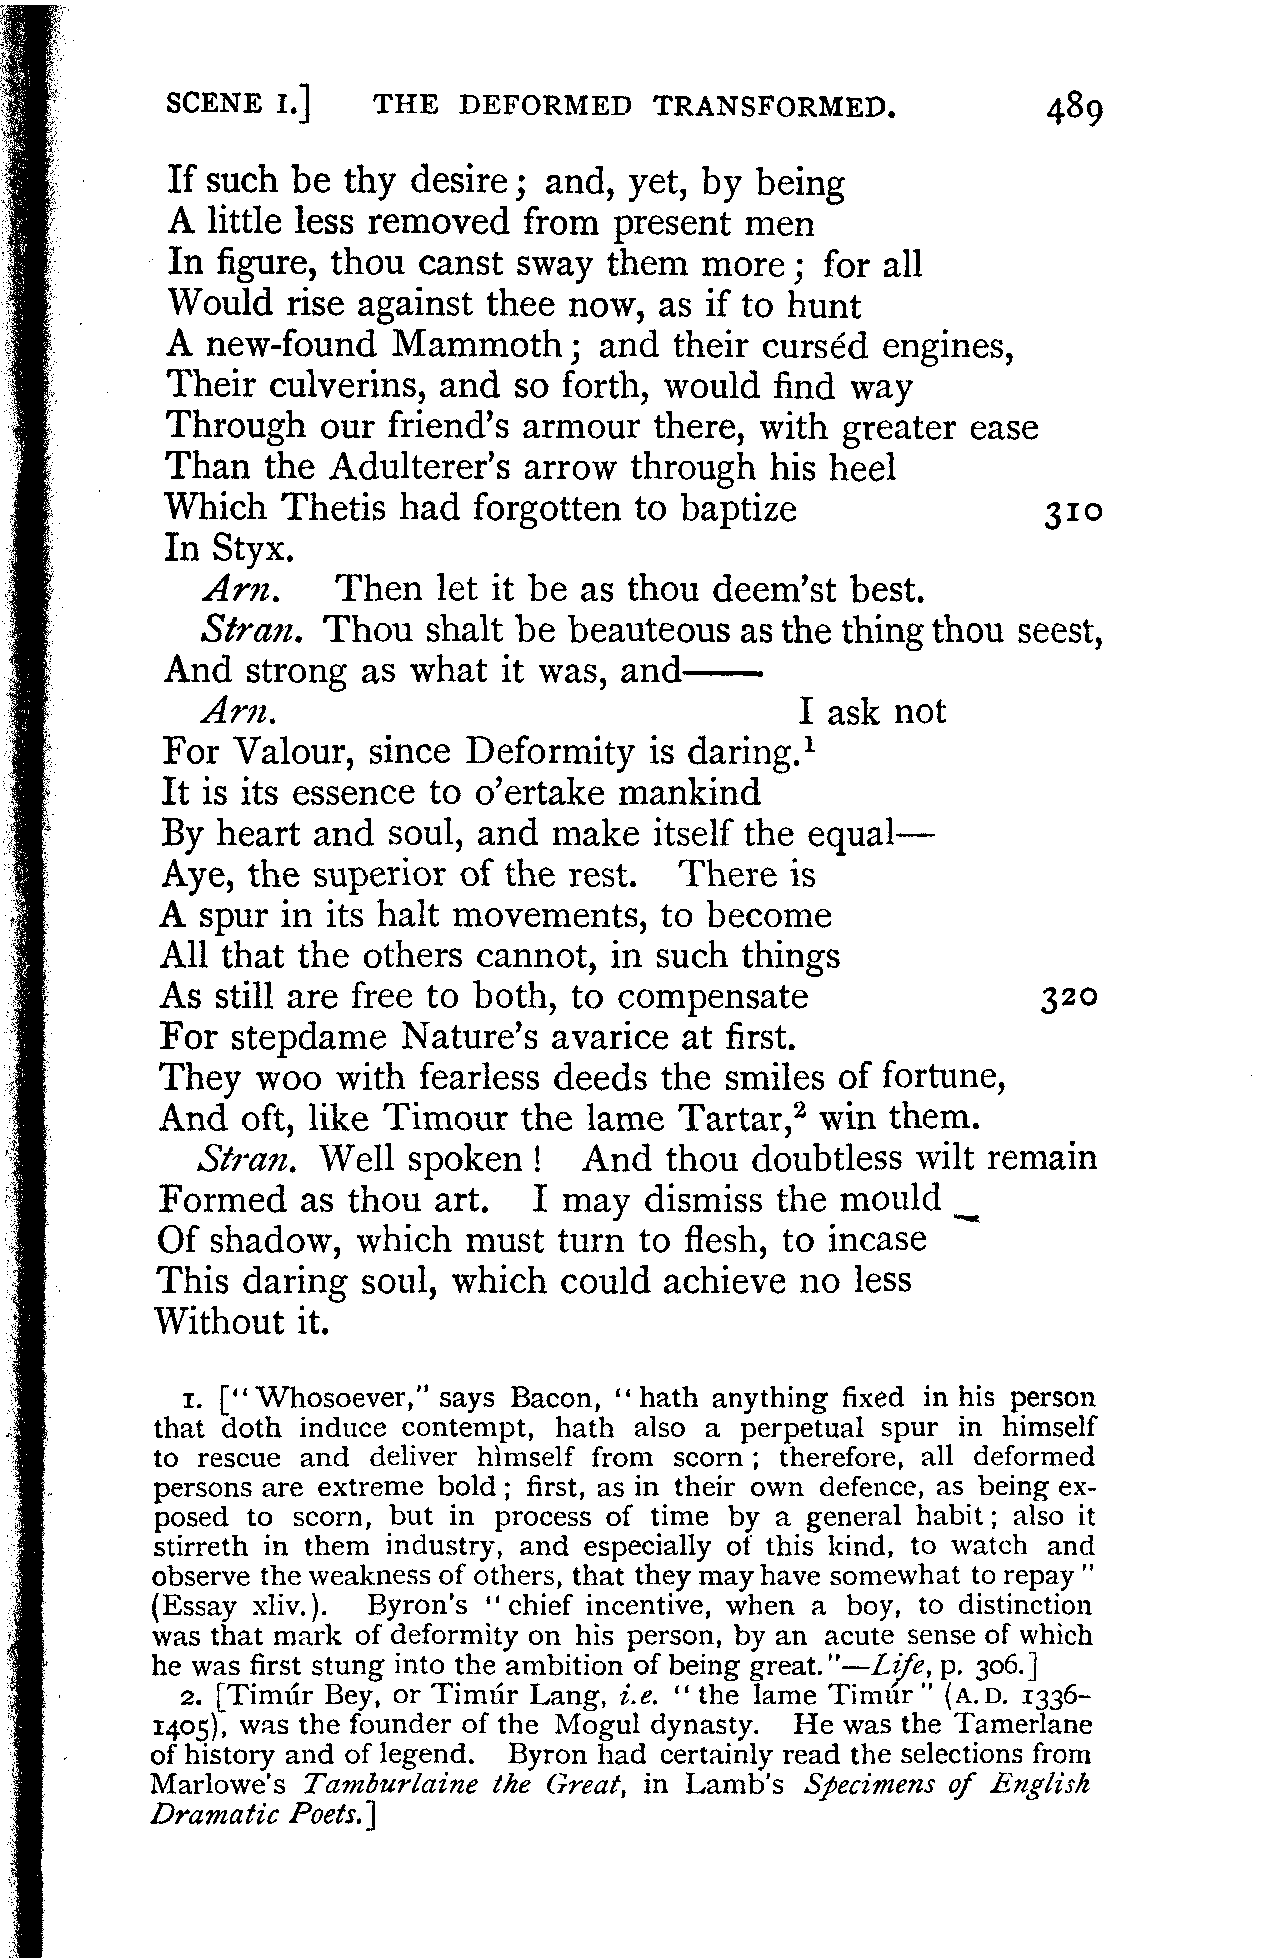 SCENE I.] THE DEFORMED TRANSFORMED. 489
If such be thy desire; and, yet, by being
A little less removed from present men
In figure, thou canst sway them more; for all
Would rise against thee now, as if to hunt
A new-found Mammoth; and their curséd engines,
Their culverins, and so forth, would find way
Through our friend's armour there, with greater ease
Than the Adulterer's arrow through his heel
Which Thetis had forgotten to baptize 310
In Styx.
Arn. Then let it be as thou deem'st best.
Stran. Thou shalt be beauteous as the thing thou seest,
And strong as what it was, and——
Arn. I ask not
For Valour, since Deformity is daring.¹
It is its essence to o'ertake mankind
By heart and soul, and make itself the equal—
Aye, the superior of the rest. There is
A spur in its halt movements, to become
All that the others cannot, in such things
As still are free to both, to compensate 320
For stepdame Nature's avarice at first.
They woo with fearless deeds the smiles of fortune,
And oft, like Timour the lame Tartar,² win them.
Stran. Well spoken! And thou doubtless wilt remain
Formed as thou art. I may dismiss the mould
Of shadow, which must turn to flesh, to incase
This daring soul, which could achieve no less
Without it.
1. ["Whosoever," says Bacon, "hath anything fixed in his person
that doth induce contempt, hath also a perpetual spur in himself
to rescue and deliver himself from scorn; therefore, all deformed
persons are extreme bold; first, as in their own defence, as being ex-
posed to scorn, but in process of time by a general habit; also it
stirreth in them industry, and especially of this kind, to watch and
observe the weakness of others, that they may have somewhat to repay"
(Essay xliv.). Byron's "chief incentive, when a boy, to distinction
was that mark of deformity on his person, by an acute sense of which
he was first stung into the ambition of being great."—Life, p. 306.]
2. [Timúr Bey, or Timúr Lang, i.e. "the lame Timúr" (A.D. 1336–
1405), was the founder of the Mogul dynasty. He was the Tamerlane
of history and of legend. Byron had certainly read the selections from
Marlowe's Tamburlaine the Great, in Lamb's Specimens of English
Dramatic Poets.]